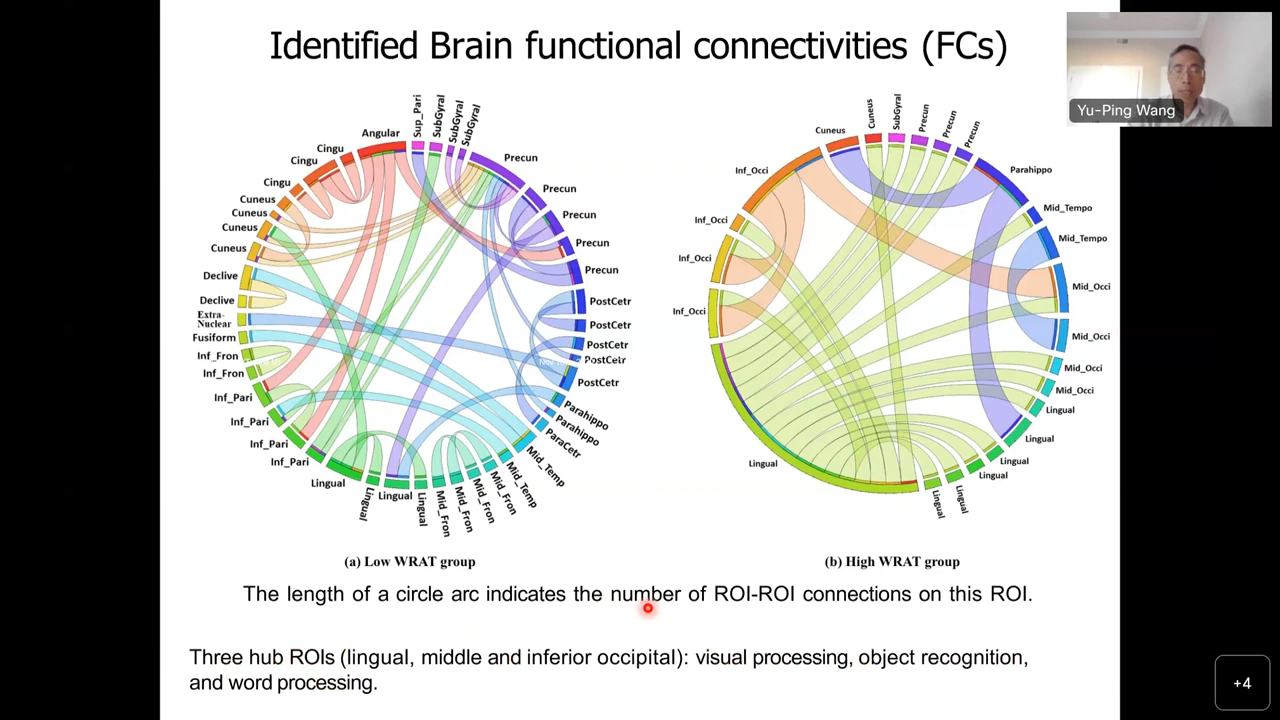 Identified Brain functional connectivities (FCs)
Yu-Ping Wang
Angular
Cingu
Cingu
Cingu
Cuneus
Cuneus
Cuneus
Cuneus
Declive
Declive
Extra-
Nuclear
Fusiform
Inf_Fron
Inf_Fron
Inf_Pari
Inf_Pari
Inf_Pari
Inf_Pari
Lingual
Lingual
Lingual
Lingual
Mid_Fron
Mid_Fron
Mid_Fron
Mid_Fron
Mid_Temp
Mid_Temp
ParaCetr
Parahippo
Parahippo
PostCetr
PostCetr
PostCetr
PostCetr
PostCetr
Precun
Precun
Precun
Precun
Precun
SubGyral
SubGyral
SubGyral
Sup_Pari
Cuneus
Cuneus
SubGyral
Precun
Precun
Precun
Parahippo
Mid_Tempo
Mid_Tempo
Mid_Occi
Mid_Occi
Mid_Occi
Mid_Occi
Lingual
Lingual
Lingual
Lingual
Lingual
Lingual
Lingual
Inf_Occi
Inf_Occi
Inf_Occi
Inf_Occi
(a) Low WRAT group
(b) High WRAT group
The length of a circle arc indicates the number of ROI-ROI connections on this ROI.
Three hub ROIs (lingual, middle and inferior occipital): visual processing, object recognition,
and word processing.
+4